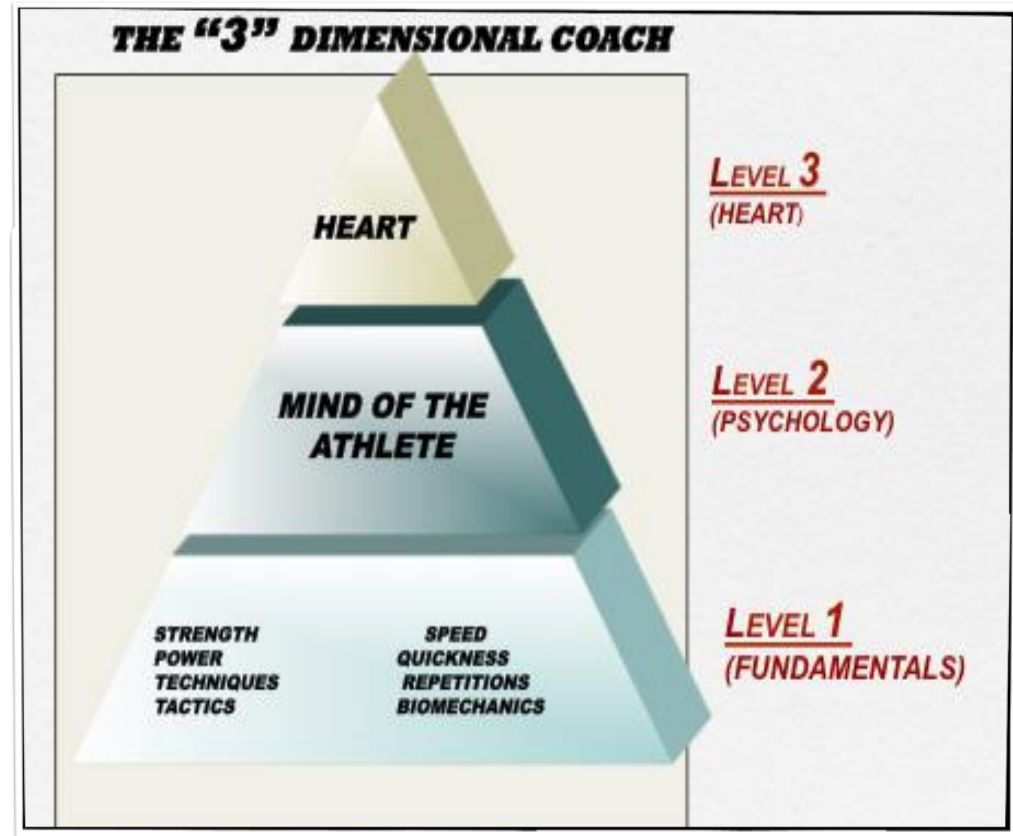 THE “3” DIMENSIONAL COACH
HEART
LEVEL 3
(HEART)
MIND OF THE
ATHLETE
LEVEL 2
(PSYCHOLOGY)
STRENGTH
POWER
TECHNIQUES
TACTICS
SPEED
QUICKNESS
REPETITIONS
BIOMECHANICS
LEVEL 1
(FUNDAMENTALS)